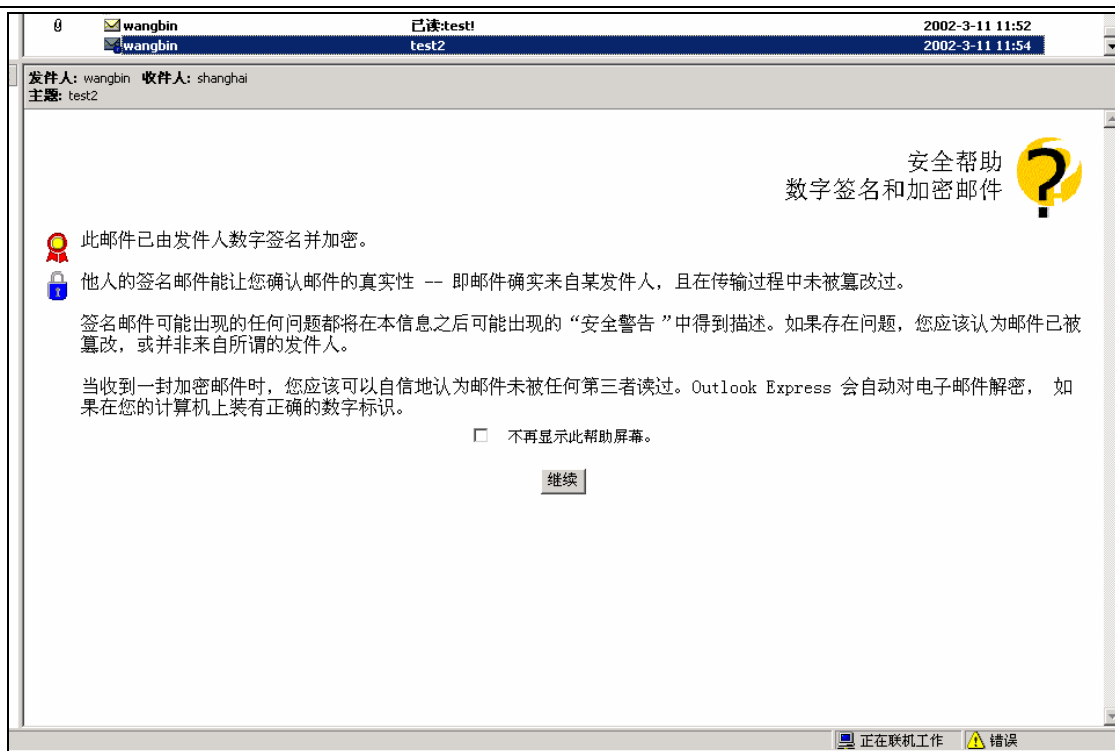 wangbin 已读:test! 2002-3-11 11:52
wangbin test2 2002-3-11 11:54
发件人: wangbin 收件人: shanghai
主题: test2
安全帮助
数字签名和加密邮件
此邮件已由发件人数字签名并加密。
他人的签名邮件能让您确认邮件的真实性 -- 即邮件确实来自某发件人，且在传输过程中未被篡改过。
签名邮件可能出现的任何问题都将在本信息之后可能出现的“安全警告 ”中得到描述。如果存在问题，您应该认为邮件已被
篡改，或并非来自所谓的发件人。
当收到一封加密邮件时，您应该可以自信地认为邮件未被任何第三者读过。Outlook Express 会自动对电子邮件解密， 如
果在您的计算机上装有正确的数字标识。
不再显示此帮助屏幕。
继续
正在联机工作 错误